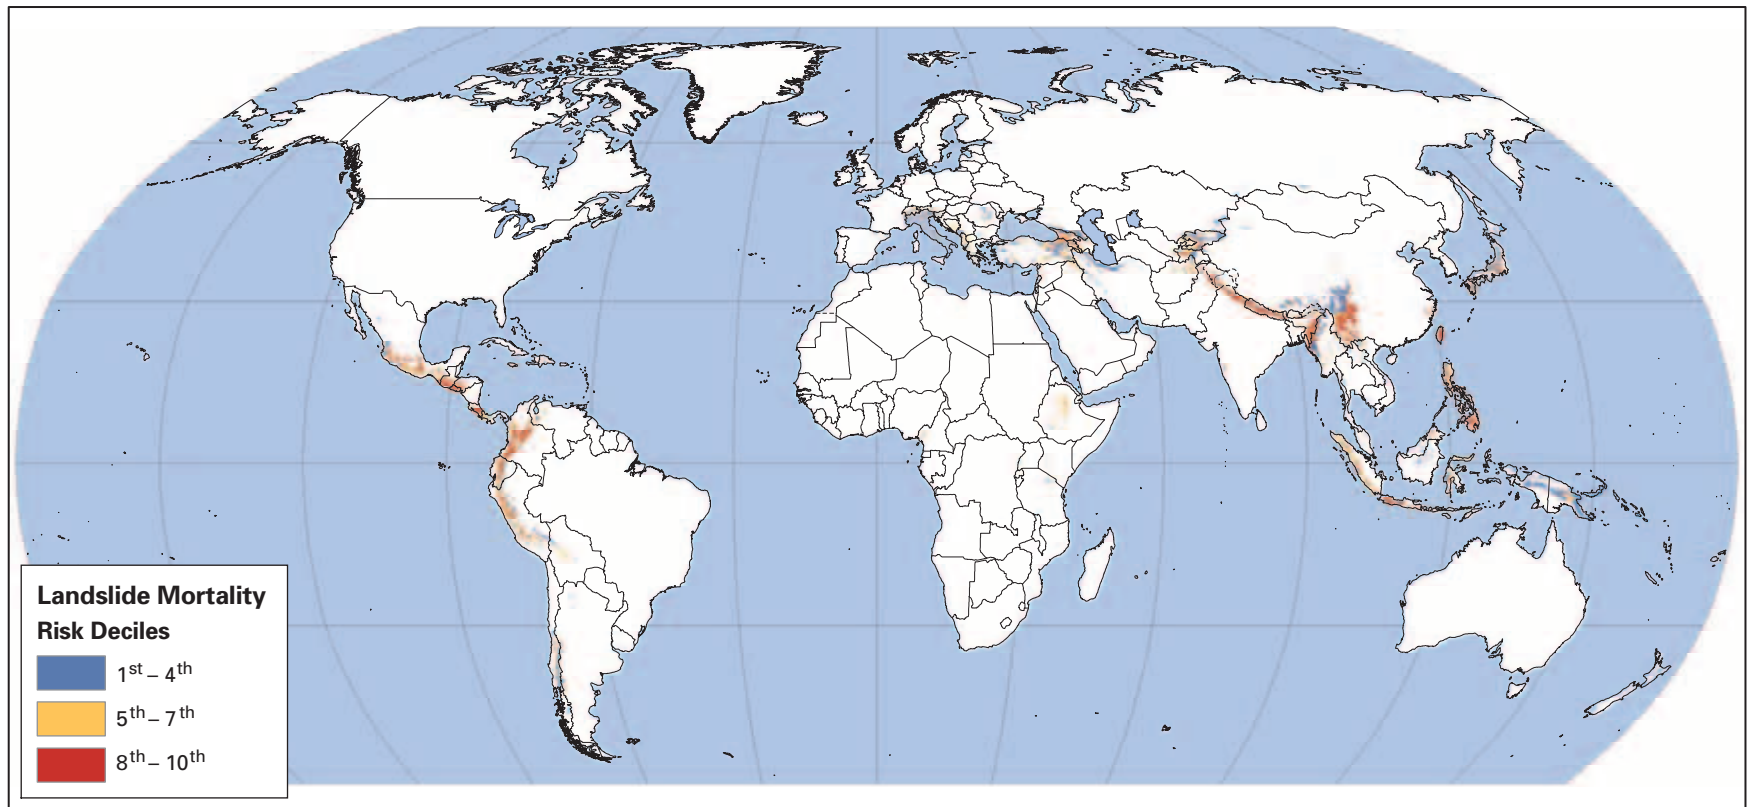 Landslide Mortality
Risk Deciles
1st – 4th
5th – 7th
8th – 10th